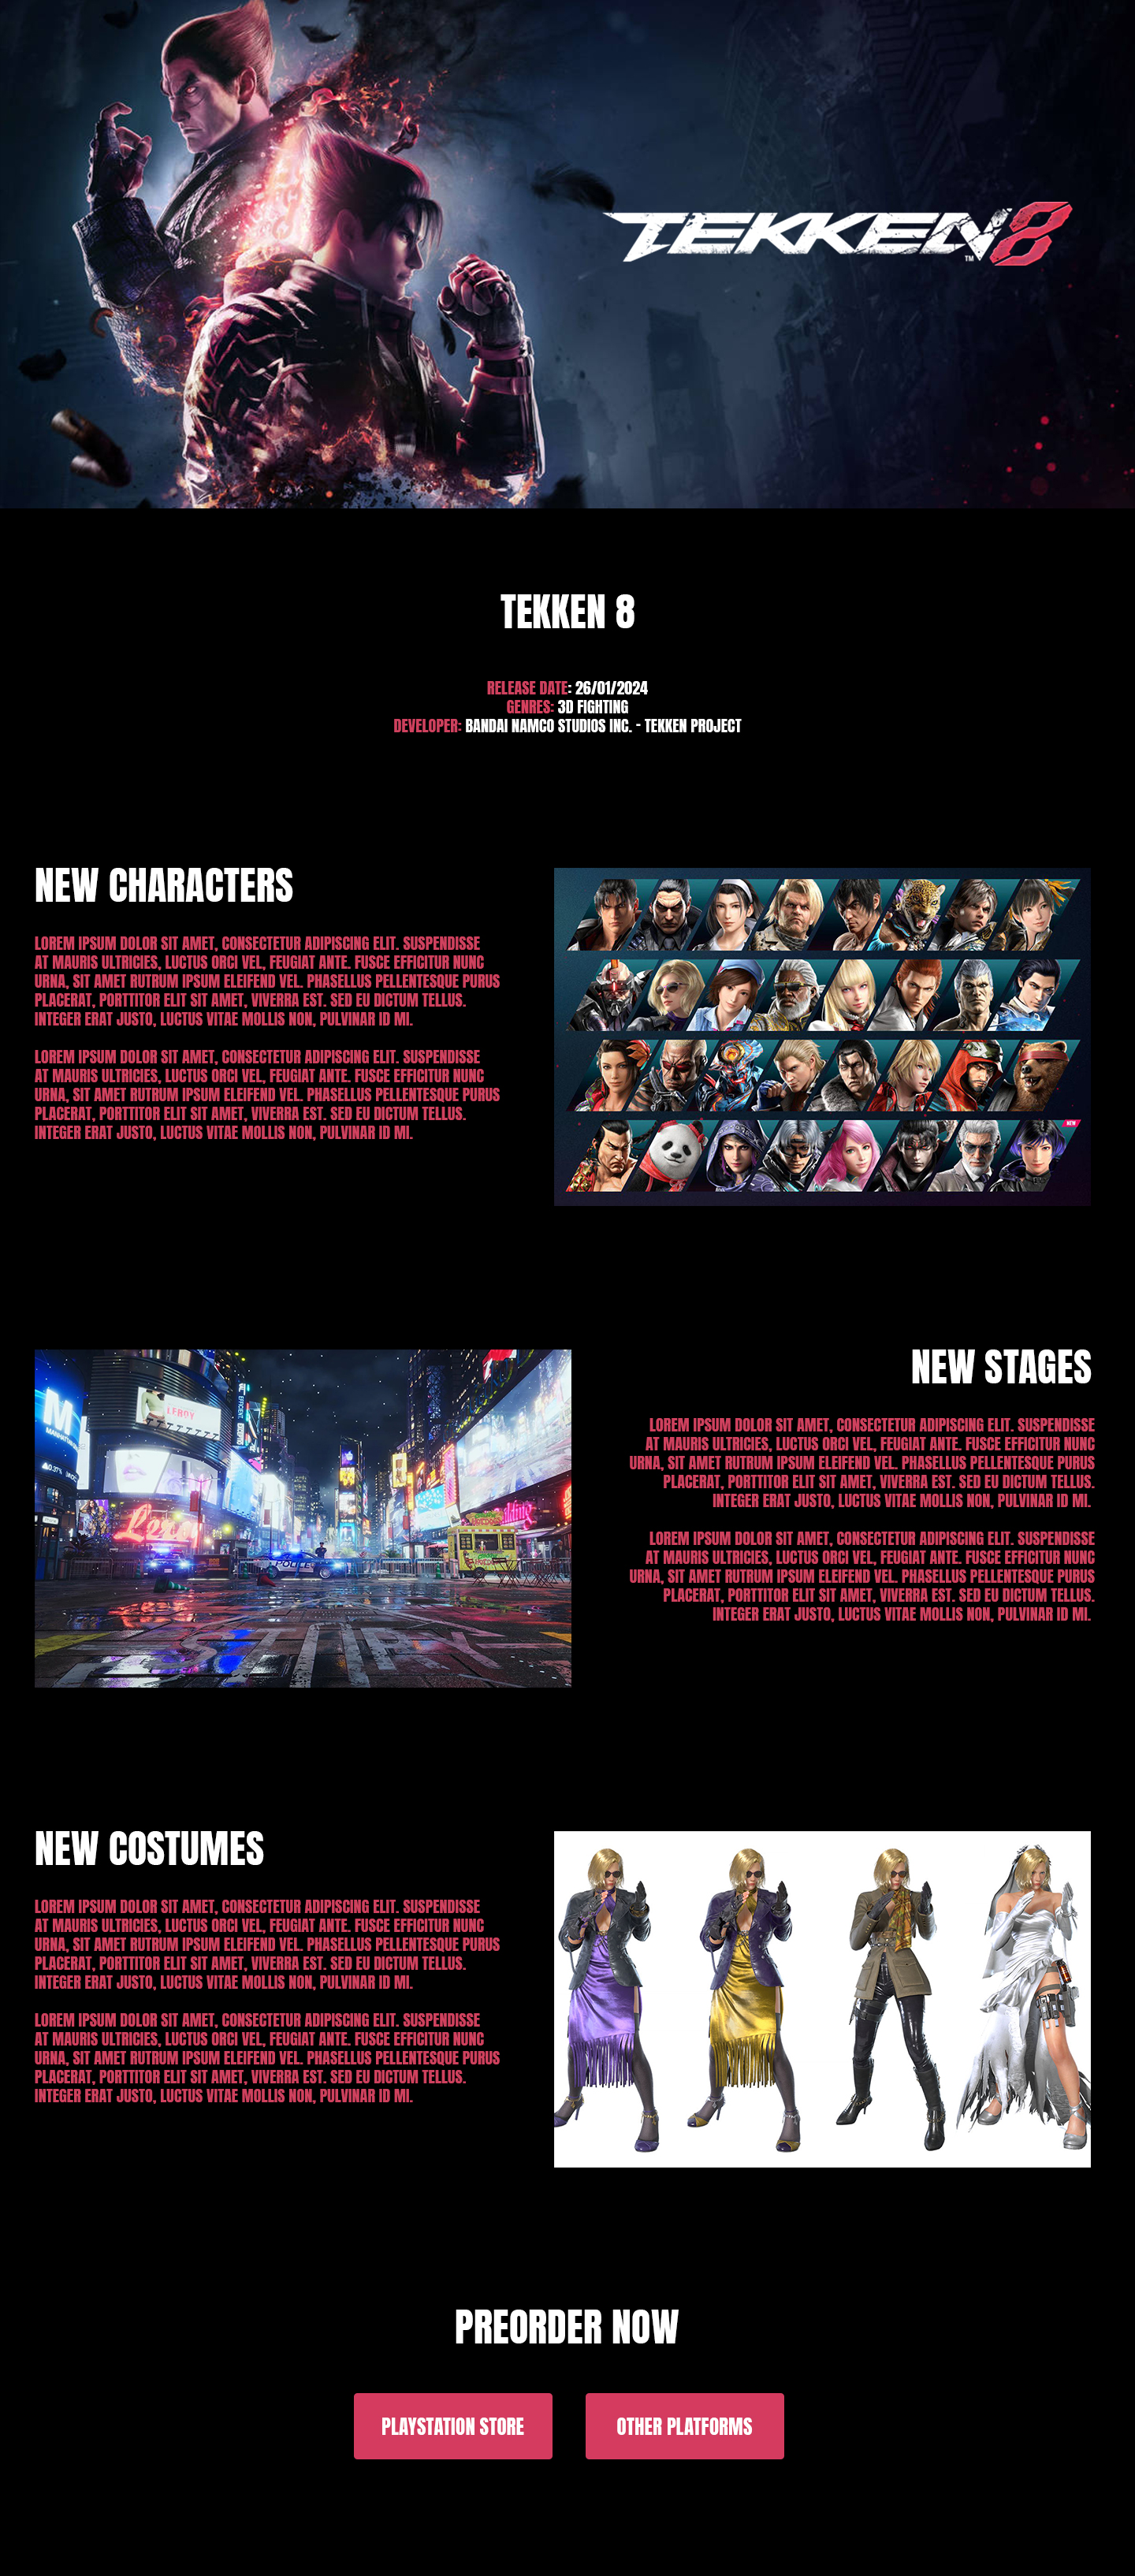 TEKKEN 8
TM
TEKKEN 8
RELEASE DATE: 26/01/2024
GENRES: 3D FIGHTING
DEVELOPER: BANDAI NAMCO STUDIOS INC. - TEKKEN PROJECT
NEW CHARACTERS
LOREM IPSUM DOLOR SIT AMET, CONSECTETUR ADIPISCING ELIT. SUSPENDISSE
AT MAURIS ULTRICIES, LUCTUS ORCI VEL, FEUGIAT ANTE. FUSCE EFFICITUR NUNC
URNA, SIT AMET RUTRUM IPSUM ELEIFEND VEL. PHASELLUS PELLENTESQUE PURUS
PLACERAT, PORTTITOR ELIT SIT AMET, VIVERRA EST. SED EU DICTUM TELLUS.
INTEGER ERAT JUSTO, LUCTUS VITAE MOLLIS NON, PULVINAR ID MI.
LOREM IPSUM DOLOR SIT AMET, CONSECTETUR ADIPISCING ELIT. SUSPENDISSE
AT MAURIS ULTRICIES, LUCTUS ORCI VEL, FEUGIAT ANTE. FUSCE EFFICITUR NUNC
URNA, SIT AMET RUTRUM IPSUM ELEIFEND VEL. PHASELLUS PELLENTESQUE PURUS
PLACERAT, PORTTITOR ELIT SIT AMET, VIVERRA EST. SED EU DICTUM TELLUS.
INTEGER ERAT JUSTO, LUCTUS VITAE MOLLIS NON, PULVINAR ID MI.
NEW
LEROY
M
POLICE
NEW STAGES
LOREM IPSUM DOLOR SIT AMET, CONSECTETUR ADIPISCING ELIT. SUSPENDISSE
AT MAURIS ULTRICIES, LUCTUS ORCI VEL, FEUGIAT ANTE. FUSCE EFFICITUR NUNC
URNA, SIT AMET RUTRUM IPSUM ELEIFEND VEL. PHASELLUS PELLENTESQUE PURUS
PLACERAT, PORTTITOR ELIT SIT AMET, VIVERRA EST. SED EU DICTUM TELLUS.
INTEGER ERAT JUSTO, LUCTUS VITAE MOLLIS NON, PULVINAR ID MI.
LOREM IPSUM DOLOR SIT AMET, CONSECTETUR ADIPISCING ELIT. SUSPENDISSE
AT MAURIS ULTRICIES, LUCTUS ORCI VEL, FEUGIAT ANTE. FUSCE EFFICITUR NUNC
URNA, SIT AMET RUTRUM IPSUM ELEIFEND VEL. PHASELLUS PELLENTESQUE PURUS
PLACERAT, PORTTITOR ELIT SIT AMET, VIVERRA EST. SED EU DICTUM TELLUS.
INTEGER ERAT JUSTO, LUCTUS VITAE MOLLIS NON, PULVINAR ID MI.
NEW COSTUMES
LOREM IPSUM DOLOR SIT AMET, CONSECTETUR ADIPISCING ELIT. SUSPENDISSE
AT MAURIS ULTRICIES, LUCTUS ORCI VEL, FEUGIAT ANTE. FUSCE EFFICITUR NUNC
URNA, SIT AMET RUTRUM IPSUM ELEIFEND VEL. PHASELLUS PELLENTESQUE PURUS
PLACERAT, PORTTITOR ELIT SIT AMET, VIVERRA EST. SED EU DICTUM TELLUS.
INTEGER ERAT JUSTO, LUCTUS VITAE MOLLIS NON, PULVINAR ID MI.
LOREM IPSUM DOLOR SIT AMET, CONSECTETUR ADIPISCING ELIT. SUSPENDISSE
AT MAURIS ULTRICIES, LUCTUS ORCI VEL, FEUGIAT ANTE. FUSCE EFFICITUR NUNC
URNA, SIT AMET RUTRUM IPSUM ELEIFEND VEL. PHASELLUS PELLENTESQUE PURUS
PLACERAT, PORTTITOR ELIT SIT AMET, VIVERRA EST. SED EU DICTUM TELLUS.
INTEGER ERAT JUSTO, LUCTUS VITAE MOLLIS NON, PULVINAR ID MI.
PREORDER NOW
PLAYSTATION STORE
OTHER PLATFORMS